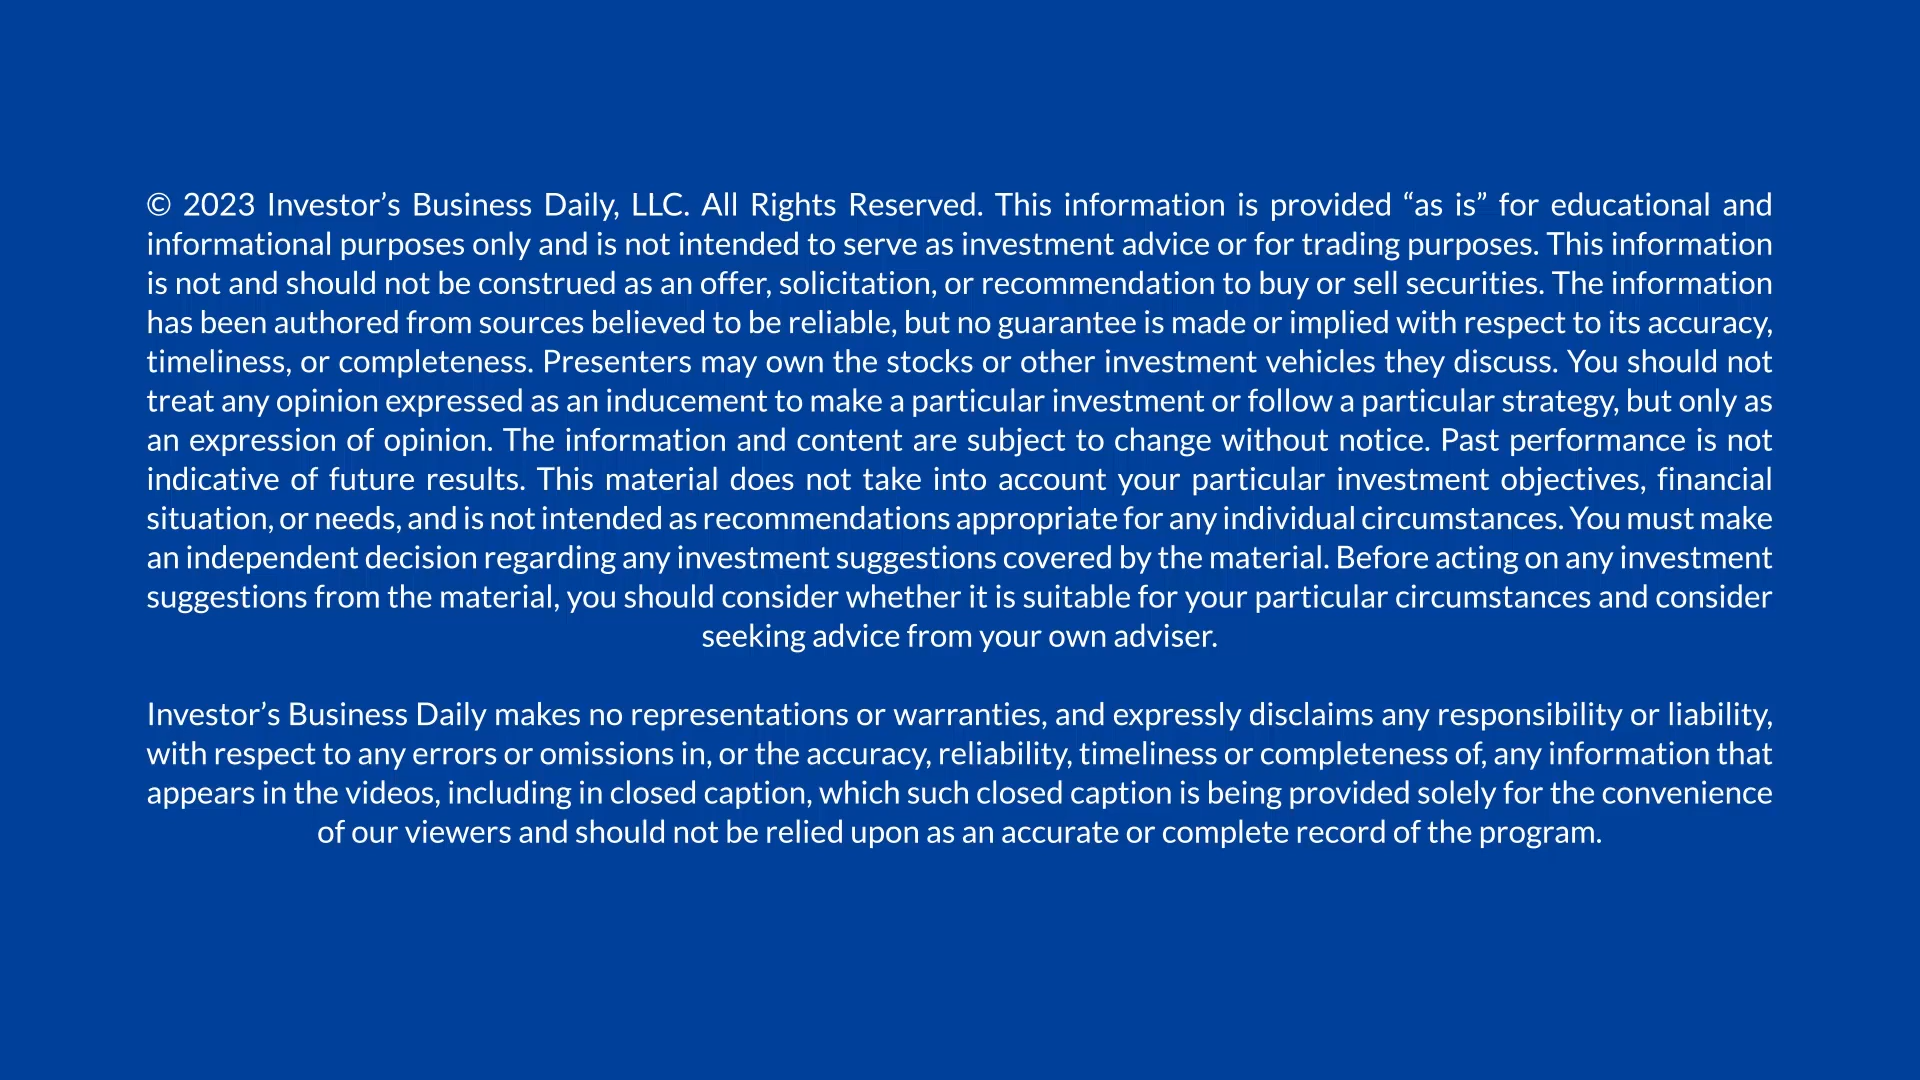 © 2023 Investor’s Business Daily, LLC. All Rights Reserved. This information is provided “as is” for educational and
informational purposes only and is not intended to serve as investment advice or for trading purposes. This information
is not and should not be construed as an offer, solicitation, or recommendation to buy or sell securities. The information
has been authored from sources believed to be reliable, but no guarantee is made or implied with respect to its accuracy,
timeliness, or completeness. Presenters may own the stocks or other investment vehicles they discuss. You should not
treat any opinion expressed as an inducement to make a particular investment or follow a particular strategy, but only as
an expression of opinion. The information and content are subject to change without notice. Past performance is not
indicative of future results. This material does not take into account your particular investment objectives, financial
situation, or needs, and is not intended as recommendations appropriate for any individual circumstances. You must make
an independent decision regarding any investment suggestions covered by the material. Before acting on any investment
suggestions from the material, you should consider whether it is suitable for your particular circumstances and consider
seeking advice from your own adviser.
Investor’s Business Daily makes no representations or warranties, and expressly disclaims any responsibility or liability,
with respect to any errors or omissions in, or the accuracy, reliability, timeliness or completeness of, any information that
appears in the videos, including in closed caption, which such closed caption is being provided solely for the convenience
of our viewers and should not be relied upon as an accurate or complete record of the program.